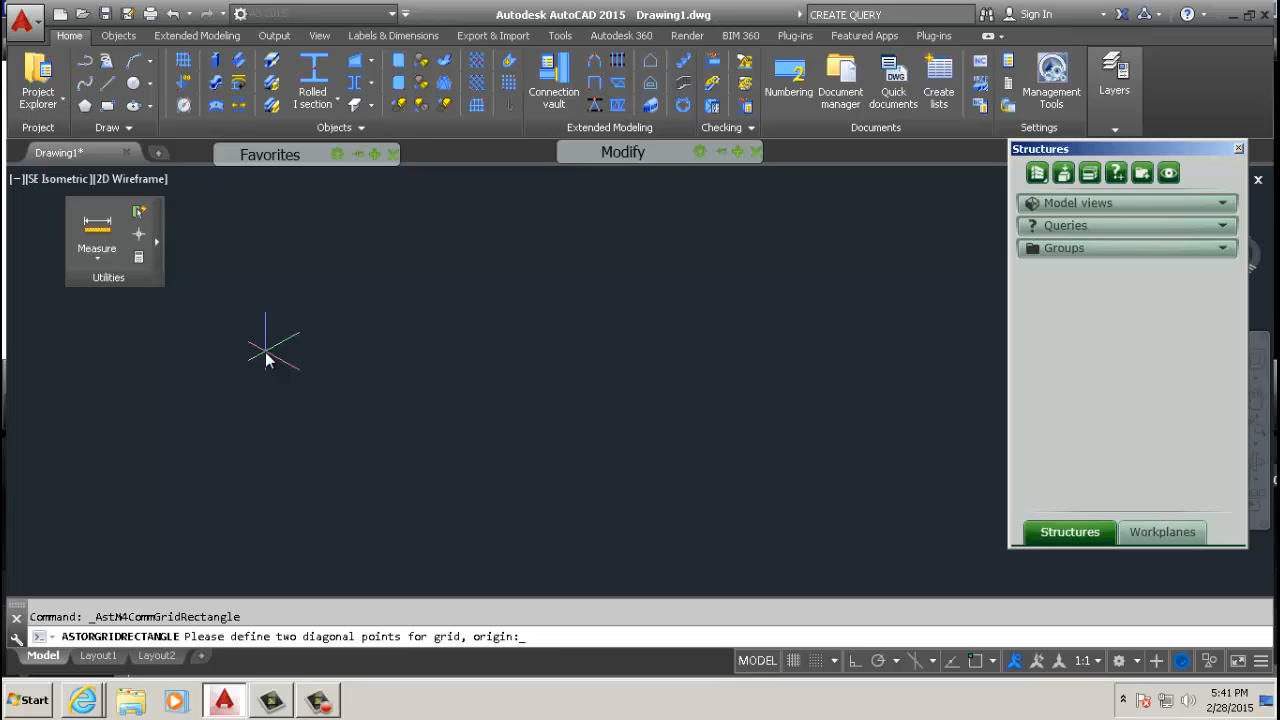 Autodesk AutoCAD 2015 Drawing1.dwg
CREATE QUERY
Sign In
Home
Objects
Extended Modeling
Output
View
Labels & Dimensions
Export & Import
Tools
Autodesk 360
Render
BIM 360
Plug-ins
Featured Apps
Plug-ins
Project Explorer
Rolled I section
Connection vault
Numbering
Document manager
Quick documents
Create lists
Management Tools
Layers
Project
Draw
Objects
Extended Modeling
Checking
Documents
Settings
Drawing1*
Favorites
Modify
Structures
[−][SE Isometric][2D Wireframe]
Model views
Queries
Groups
Measure
Utilities
Structures
Workplanes
Command: _AstM4CommGridRectangle
ASTORGRIDRECTANGLE Please define two diagonal points for grid, origin:
Model
Layout1
Layout2
MODEL
1:1
Start
5:41 PM
2/28/2015